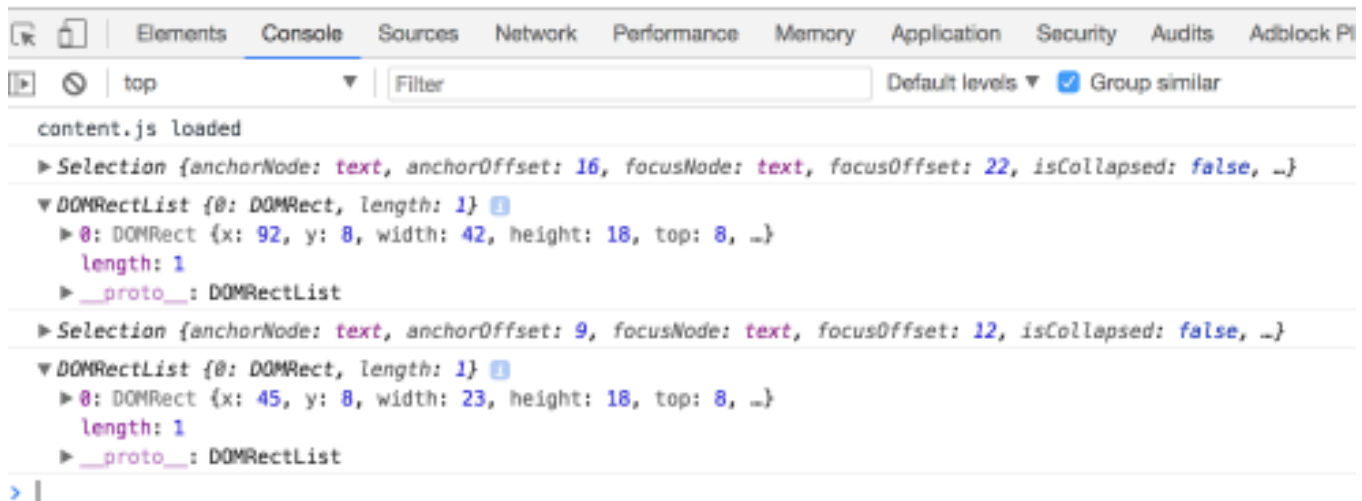 Elements Console Sources Network Performance Memory Application Security Audits Adblock Pl
top Filter Default levels Group similar
content.js loaded
Selection {anchorNode: text, anchorOffset: 16, focusNode: text, focusOffset: 22, isCollapsed: false, …}
DOMRectList {0: DOMRect, length: 1} i
0: DOMRect {x: 92, y: 8, width: 42, height: 18, top: 8, …}
length: 1
__proto__: DOMRectList
Selection {anchorNode: text, anchorOffset: 9, focusNode: text, focusOffset: 12, isCollapsed: false, …}
DOMRectList {0: DOMRect, length: 1} i
0: DOMRect {x: 45, y: 8, width: 23, height: 18, top: 8, …}
length: 1
__proto__: DOMRectList
>